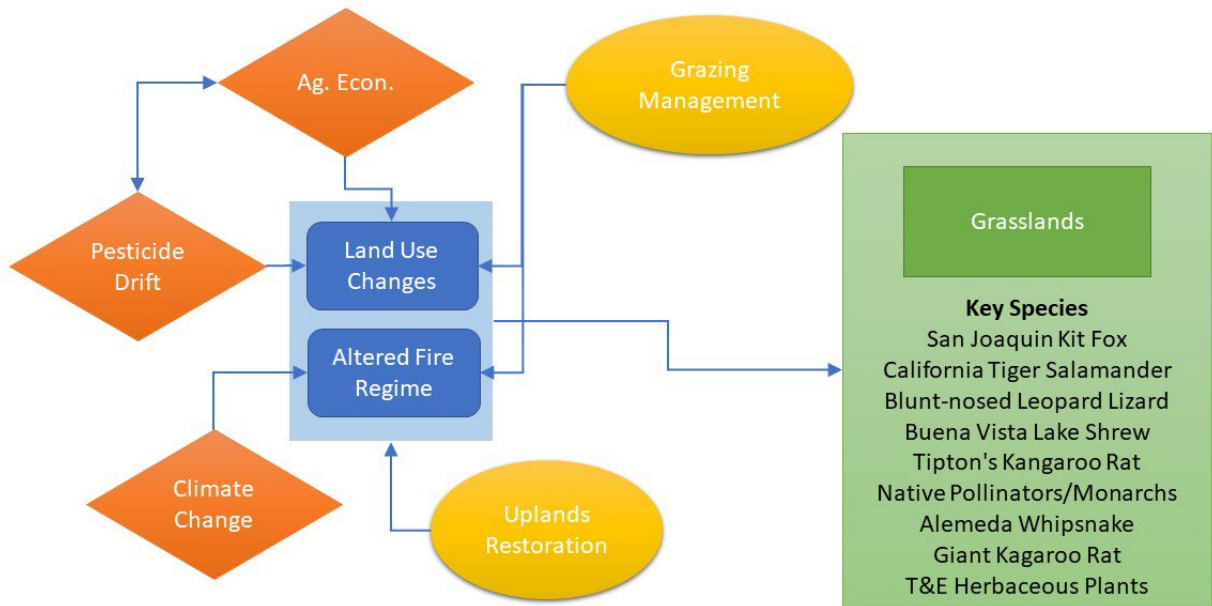 Ag. Econ.
Grazing
Management
Grasslands
Pesticide
Drift
Land Use
Changes
Altered Fire
Regime
Climate
Change
Uplands
Restoration
Key Species
San Joaquin Kit Fox
California Tiger Salamander
Blunt-nosed Leopard Lizard
Buena Vista Lake Shrew
Tipton's Kangaroo Rat
Native Pollinators/Monarchs
Alemeda Whipsnake
Giant Kagaroo Rat
T&E Herbaceous Plants